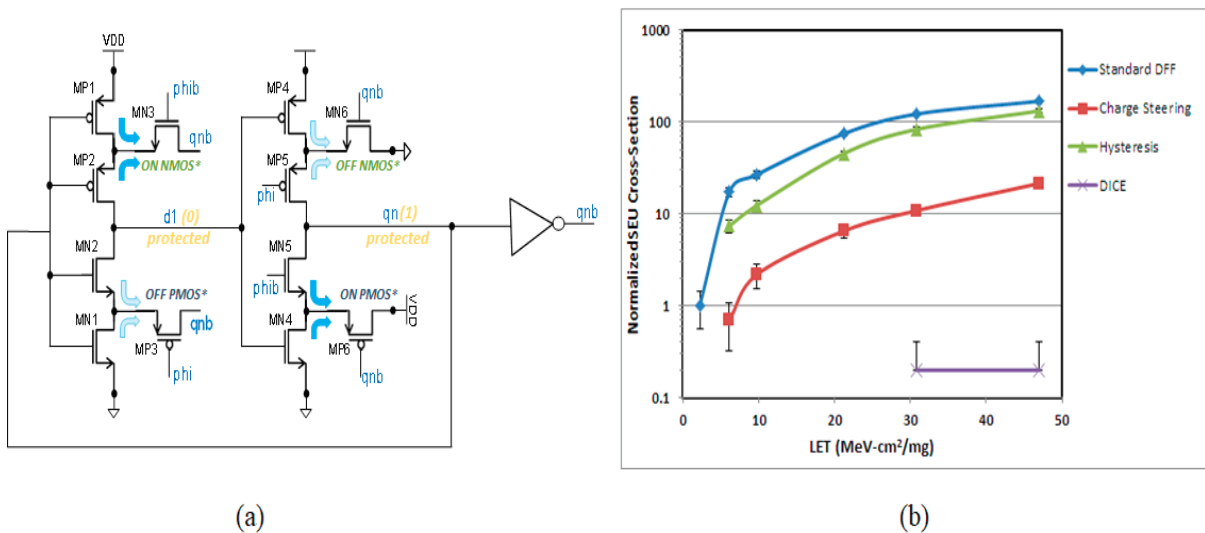 VDD
MP1
phib
MN3
qnb
ON NMOS*
MP2
d1 (0)
protected
MN2
OFF PMOS*
qnb
MN1
MP3
phi
MP4
qnb
MN6
OFF NMOS*
MP5
phi
qn(1)
protected
MN5
phib
ON PMOS*
VDD
MN4
MP6
qnb
qnb
(a)
NormalizedSEU Cross-Section
1000
100
10
1
0.1
0
10
20
30
40
50
LET (MeV-cm²/mg)
Standard DFF
Charge Steering
Hysteresis
DICE
(b)